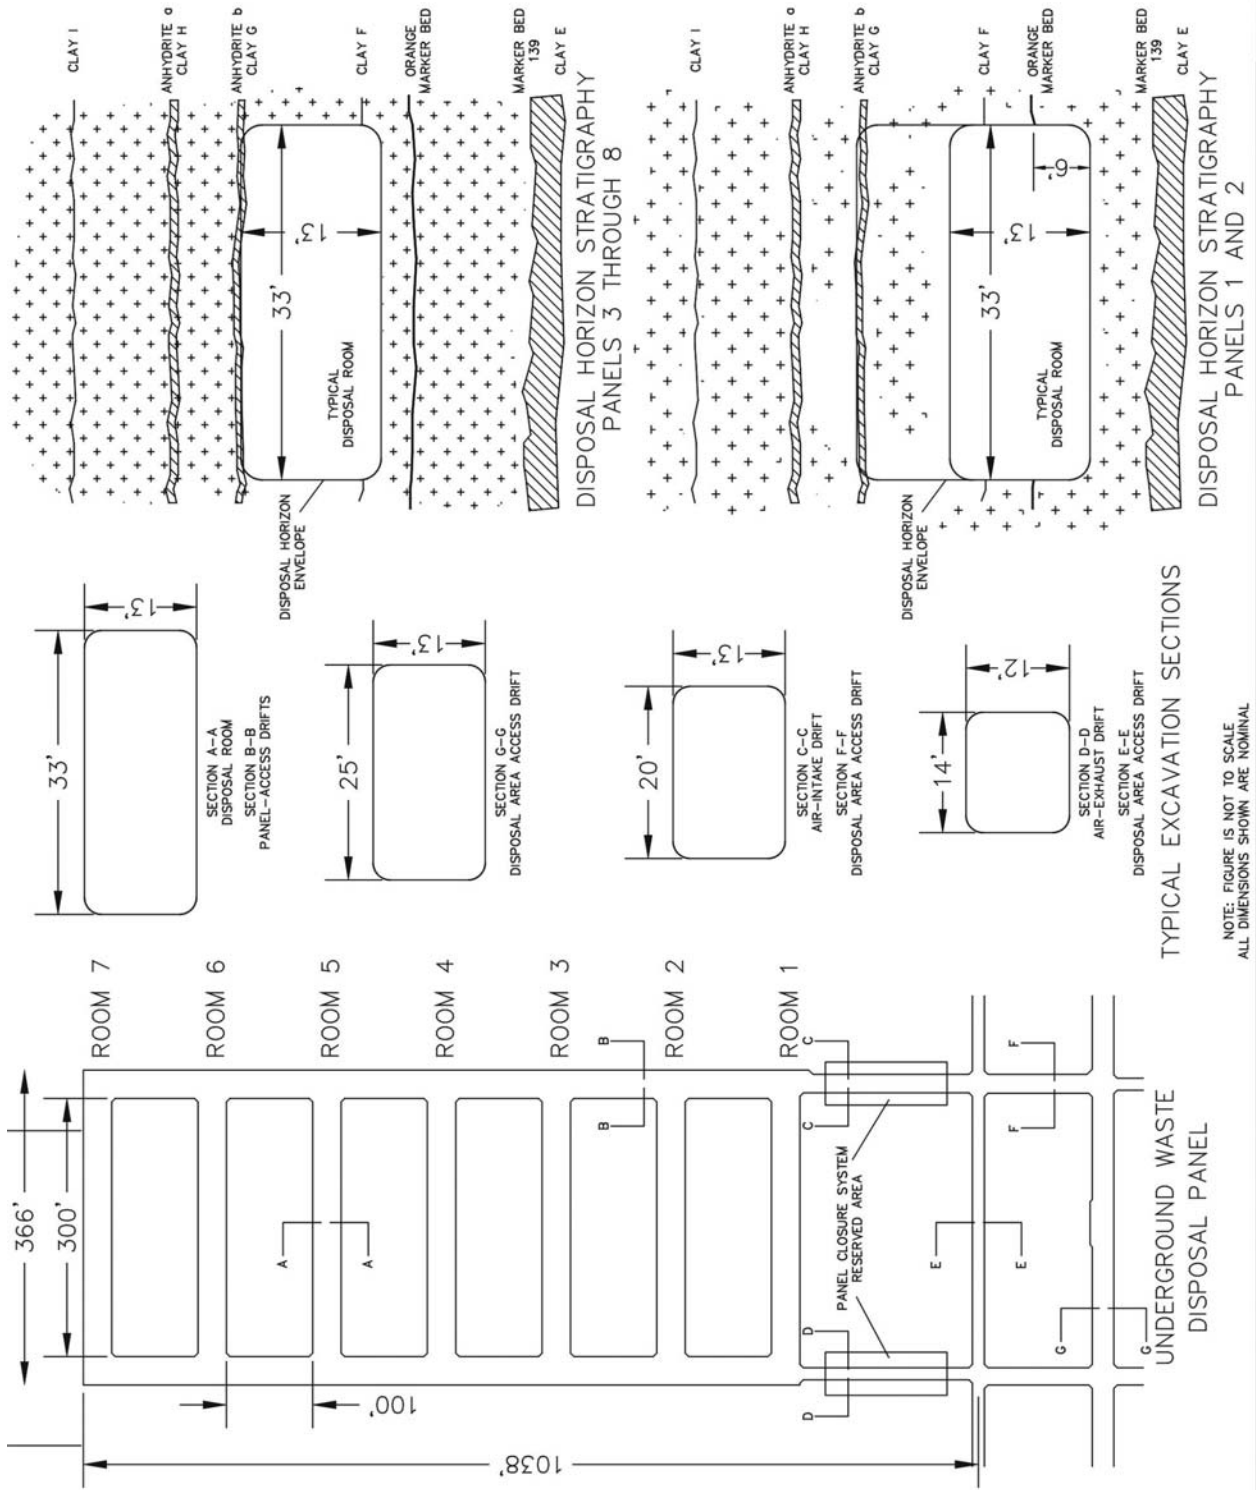 366'
300'
100'
1038'
ROOM 7
ROOM 6
ROOM 5
ROOM 4
ROOM 3
ROOM 2
ROOM 1
A
A
B
B
C
C
D
D
E
E
F
F
G
G
PANEL CLOSURE SYSTEM
RESERVED AREA
UNDERGROUND WASTE
DISPOSAL PANEL
33'
13'
SECTION A-A
DISPOSAL ROOM
SECTION B-B
PANEL-ACCESS DRIFTS
25'
13'
SECTION G-G
DISPOSAL AREA ACCESS DRIFT
20'
13'
SECTION C-C
AIR-INTAKE DRIFT
SECTION F-F
DISPOSAL AREA ACCESS DRIFT
14'
12'
SECTION D-D
AIR-EXHAUST DRIFT
SECTION E-E
DISPOSAL AREA ACCESS DRIFT
TYPICAL EXCAVATION SECTIONS
NOTE: FIGURE IS NOT TO SCALE
ALL DIMENSIONS SHOWN ARE NOMINAL
CLAY I
ANHYDRITE a
CLAY H
ANHYDRITE b
CLAY G
CLAY F
ORANGE
MARKER BED
MARKER BED
139
CLAY E
33'
13'
TYPICAL
DISPOSAL ROOM
DISPOSAL HORIZON
ENVELOPE
DISPOSAL HORIZON STRATIGRAPHY
PANELS 3 THROUGH 8
CLAY I
ANHYDRITE a
CLAY H
ANHYDRITE b
CLAY G
CLAY F
ORANGE
MARKER BED
MARKER BED
139
CLAY E
33'
13'
6'
TYPICAL
DISPOSAL ROOM
DISPOSAL HORIZON
ENVELOPE
DISPOSAL HORIZON STRATIGRAPHY
PANELS 1 AND 2